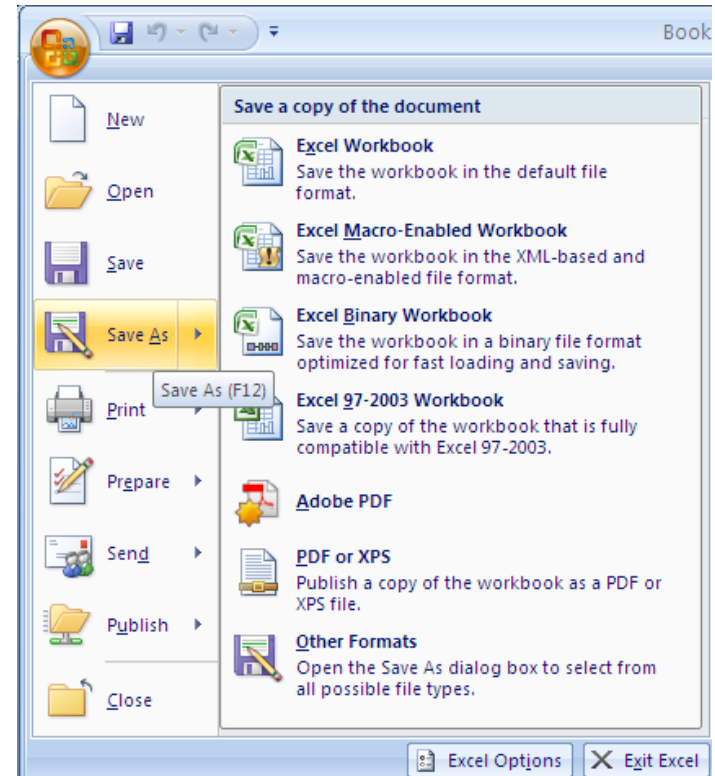 Book
New
Open
Save
Save As
Save As (F12)
Print
Prepare
Send
Publish
Close
Save a copy of the document
Excel Workbook
Save the workbook in the default file
format.
Excel Macro-Enabled Workbook
Save the workbook in the XML-based and
macro-enabled file format.
Excel Binary Workbook
Save the workbook in a binary file format
optimized for fast loading and saving.
Excel 97-2003 Workbook
Save a copy of the workbook that is fully
compatible with Excel 97-2003.
Adobe PDF
PDF or XPS
Publish a copy of the workbook as a PDF or
XPS file.
Other Formats
Open the Save As dialog box to select from
all possible file types.
Excel Options
Exit Excel